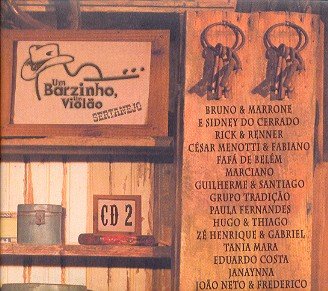 Um
Barzinho,
um
Violão
SERTANEJO
CD 2
BRUNO & MARRONE
E SIDNEY DO CERRADO
RICK & RENNER
CÉSAR MENOTTI & FABIANO
FAFÁ DE BELÉM
MARCIANO
GUILHERME & SANTIAGO
GRUPO TRADIÇÃO
PAULA FERNANDES
HUGO & THIAGO
ZÉ HENRIQUE & GABRIEL
TANIA MARA
EDUARDO COSTA
JANAYNNA
JOÃO NETO & FREDERICO